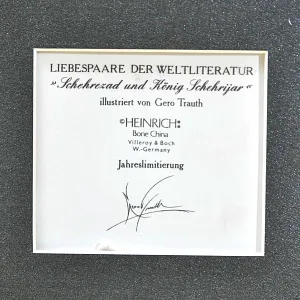 LIEBESPAARE DER WELTLITERATUR
„Schehrezad und König Schehrijar“
illustriert von Gero Trauth
©HEINRICH:
Bone China
Villeroy & Boch
W.-Germany
Jahreslimitierung